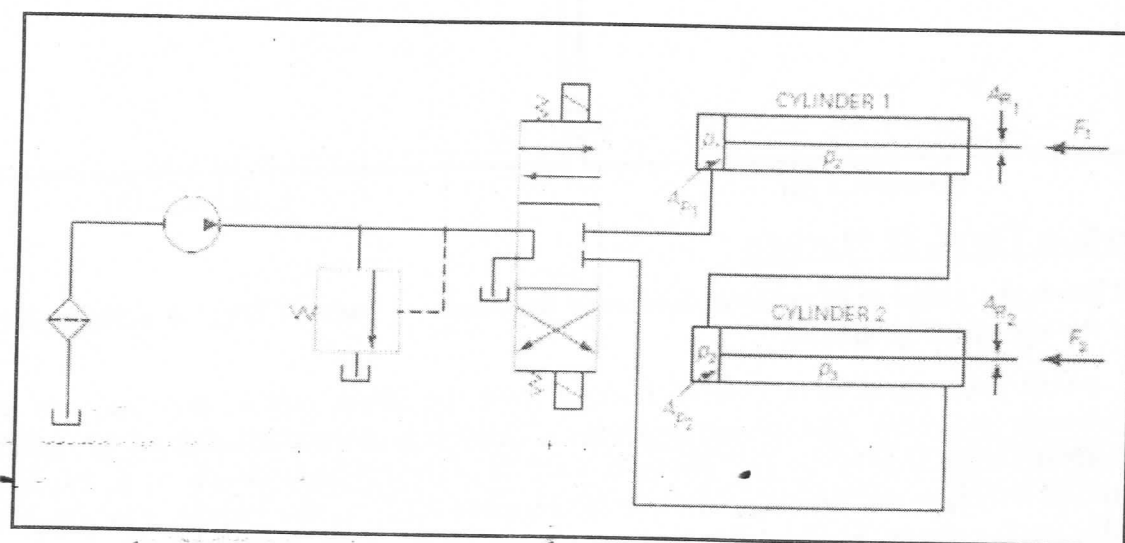 CYLINDER 1
A_R1
F1
p1
p2
A_P1
CYLINDER 2
A_R2
F2
p2
p3
A_P2